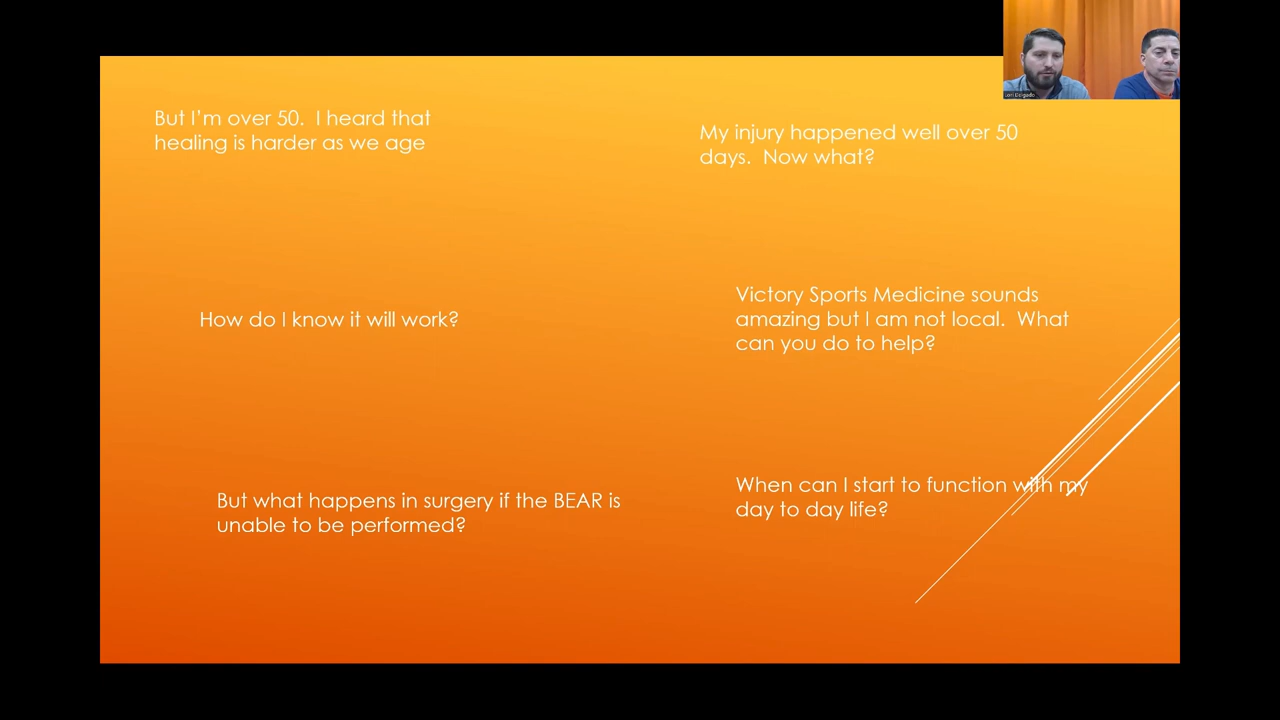 But I'm over 50.  I heard that
healing is harder as we age
My injury happened well over 50
days.  Now what?
How do I know it will work?
Victory Sports Medicine sounds
amazing but I am not local.  What
can you do to help?
But what happens in surgery if the BEAR is
unable to be performed?
When can I start to function with my
day to day life?
Lori Delgado